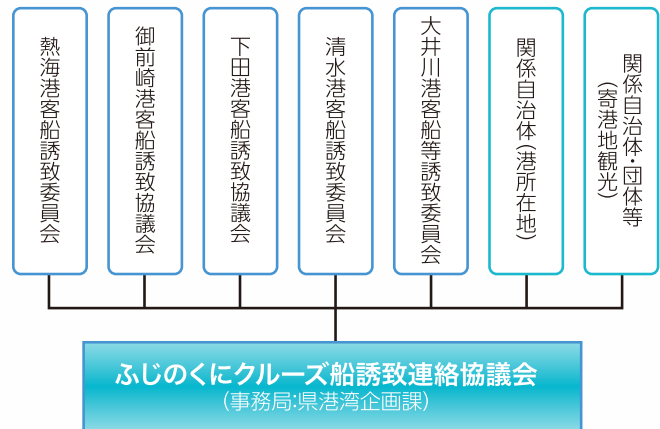 熱海港客船誘致委員会
御前崎港客船誘致協議会
下田港客船誘致協議会
清水港客船誘致委員会
大井川港客船等誘致委員会
関係自治体(港所在地)
関係自治体・団体等
(寄港地観光)
ふじのくにクルーズ船誘致連絡協議会
(事務局:県港湾企画課)